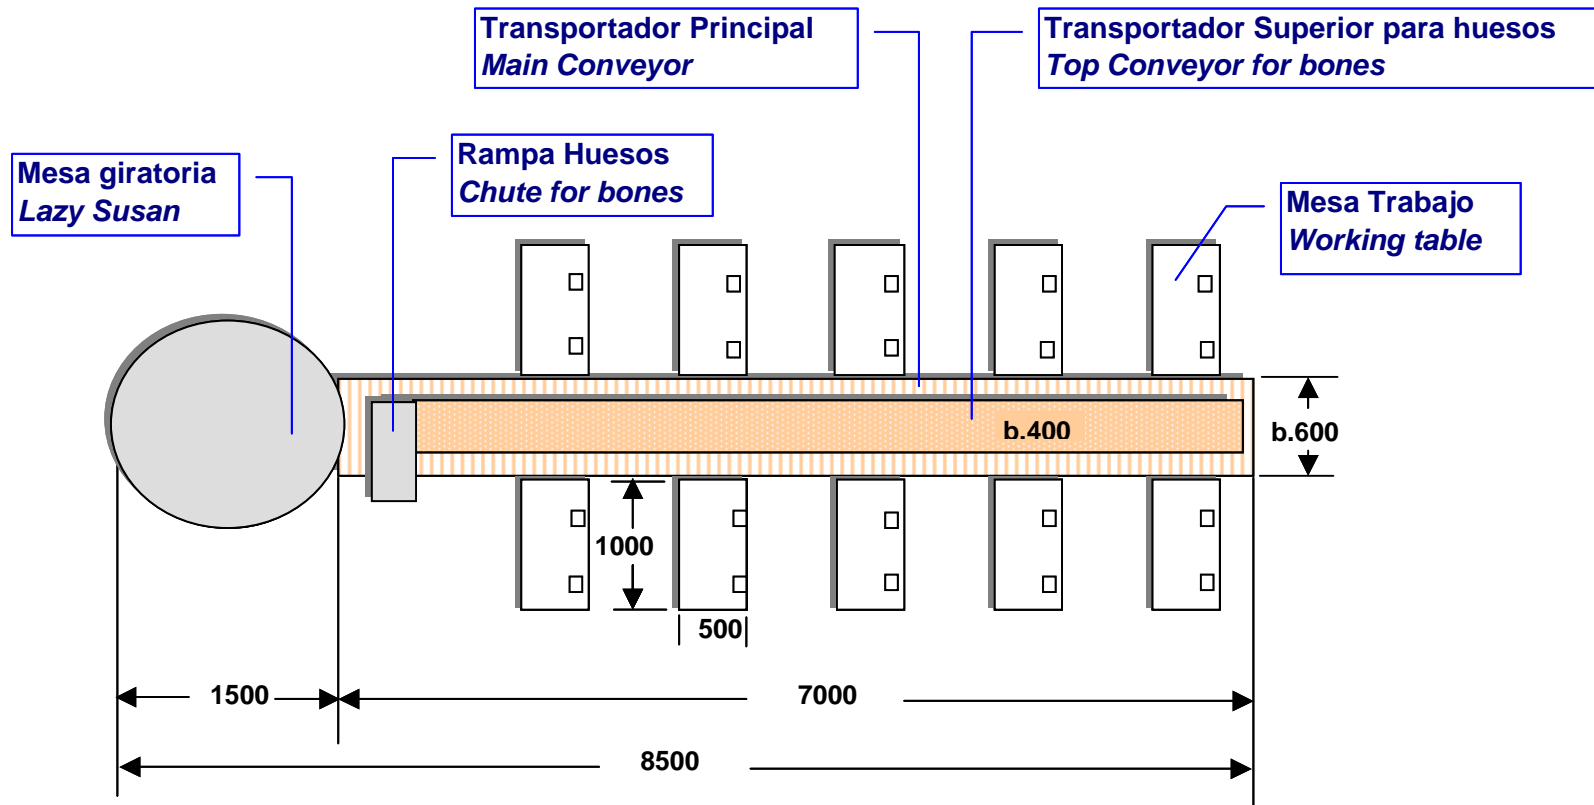 Transportador Principal
Main Conveyor
Transportador Superior para huesos
Top Conveyor for bones
Rampa Huesos
Chute for bones
Mesa giratoria
Lazy Susan
Mesa Trabajo
Working table
b.400
b.600
1000
500
1500
7000
8500